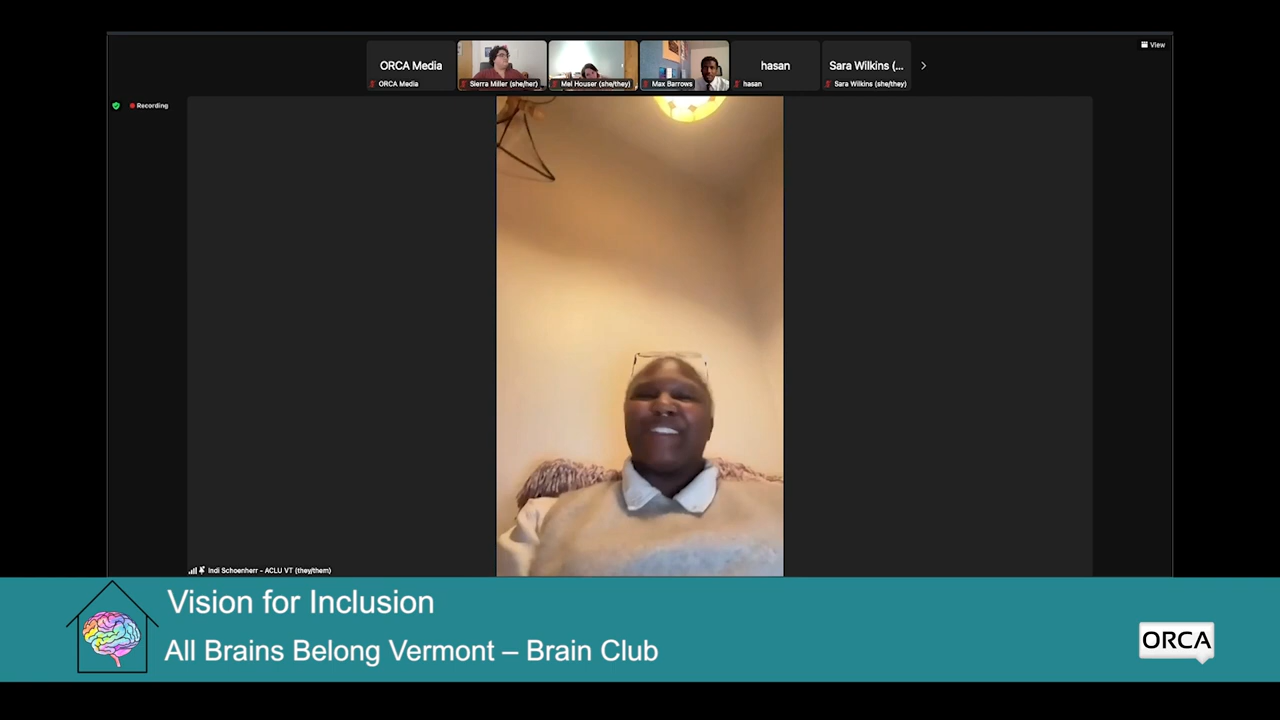 View
ORCA Media
ORCA Media
Sierra Miller (she/her)
Mel Houser (she/they)
Max Barrows
hasan
hasan
Sara Wilkins (...
Sara Wilkins (she/they)
Recording
Indi Schoenherr - ACLU VT (they/them)
Vision for Inclusion
All Brains Belong Vermont – Brain Club
ORCA